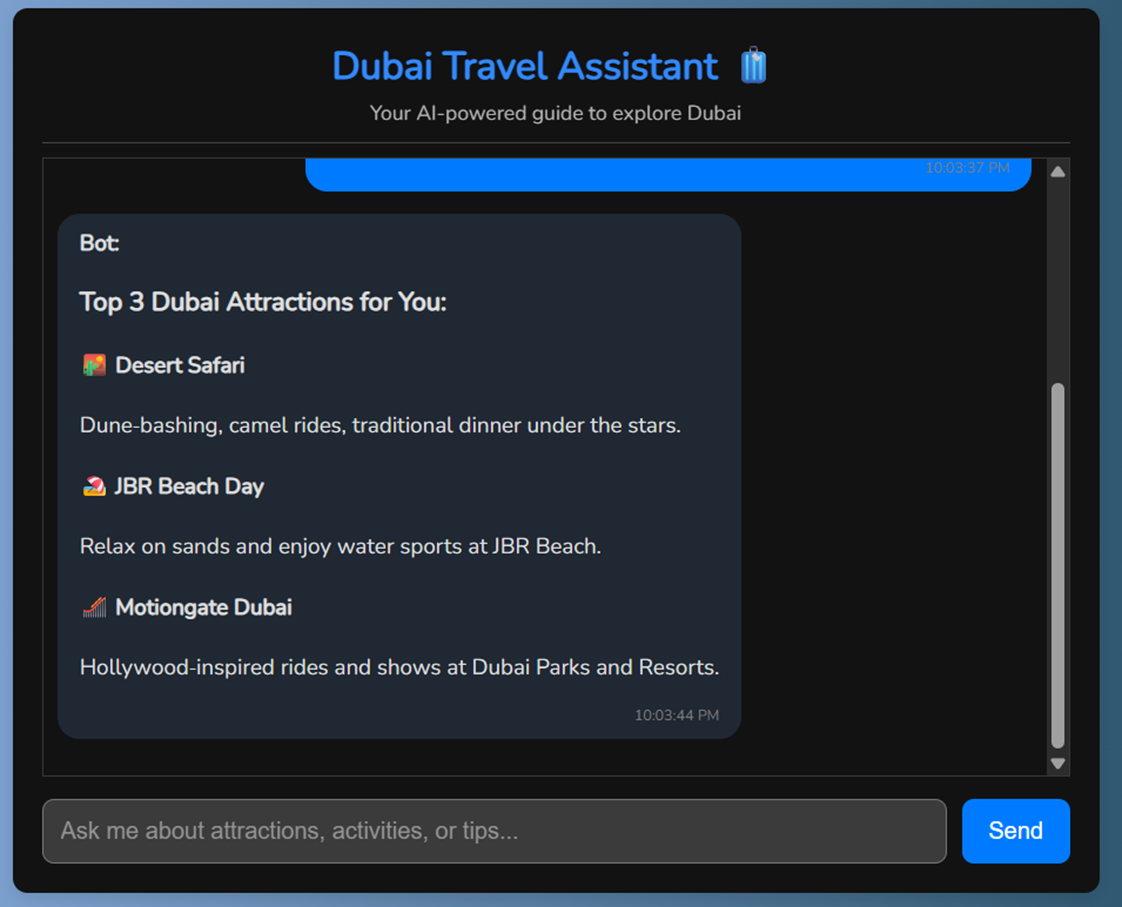 Dubai Travel Assistant
Your AI-powered guide to explore Dubai
10:03:37 PM
Bot:
Top 3 Dubai Attractions for You:
Desert Safari
Dune-bashing, camel rides, traditional dinner under the stars.
JBR Beach Day
Relax on sands and enjoy water sports at JBR Beach.
Motiongate Dubai
Hollywood-inspired rides and shows at Dubai Parks and Resorts.
10:03:44 PM
Ask me about attractions, activities, or tips...
Send